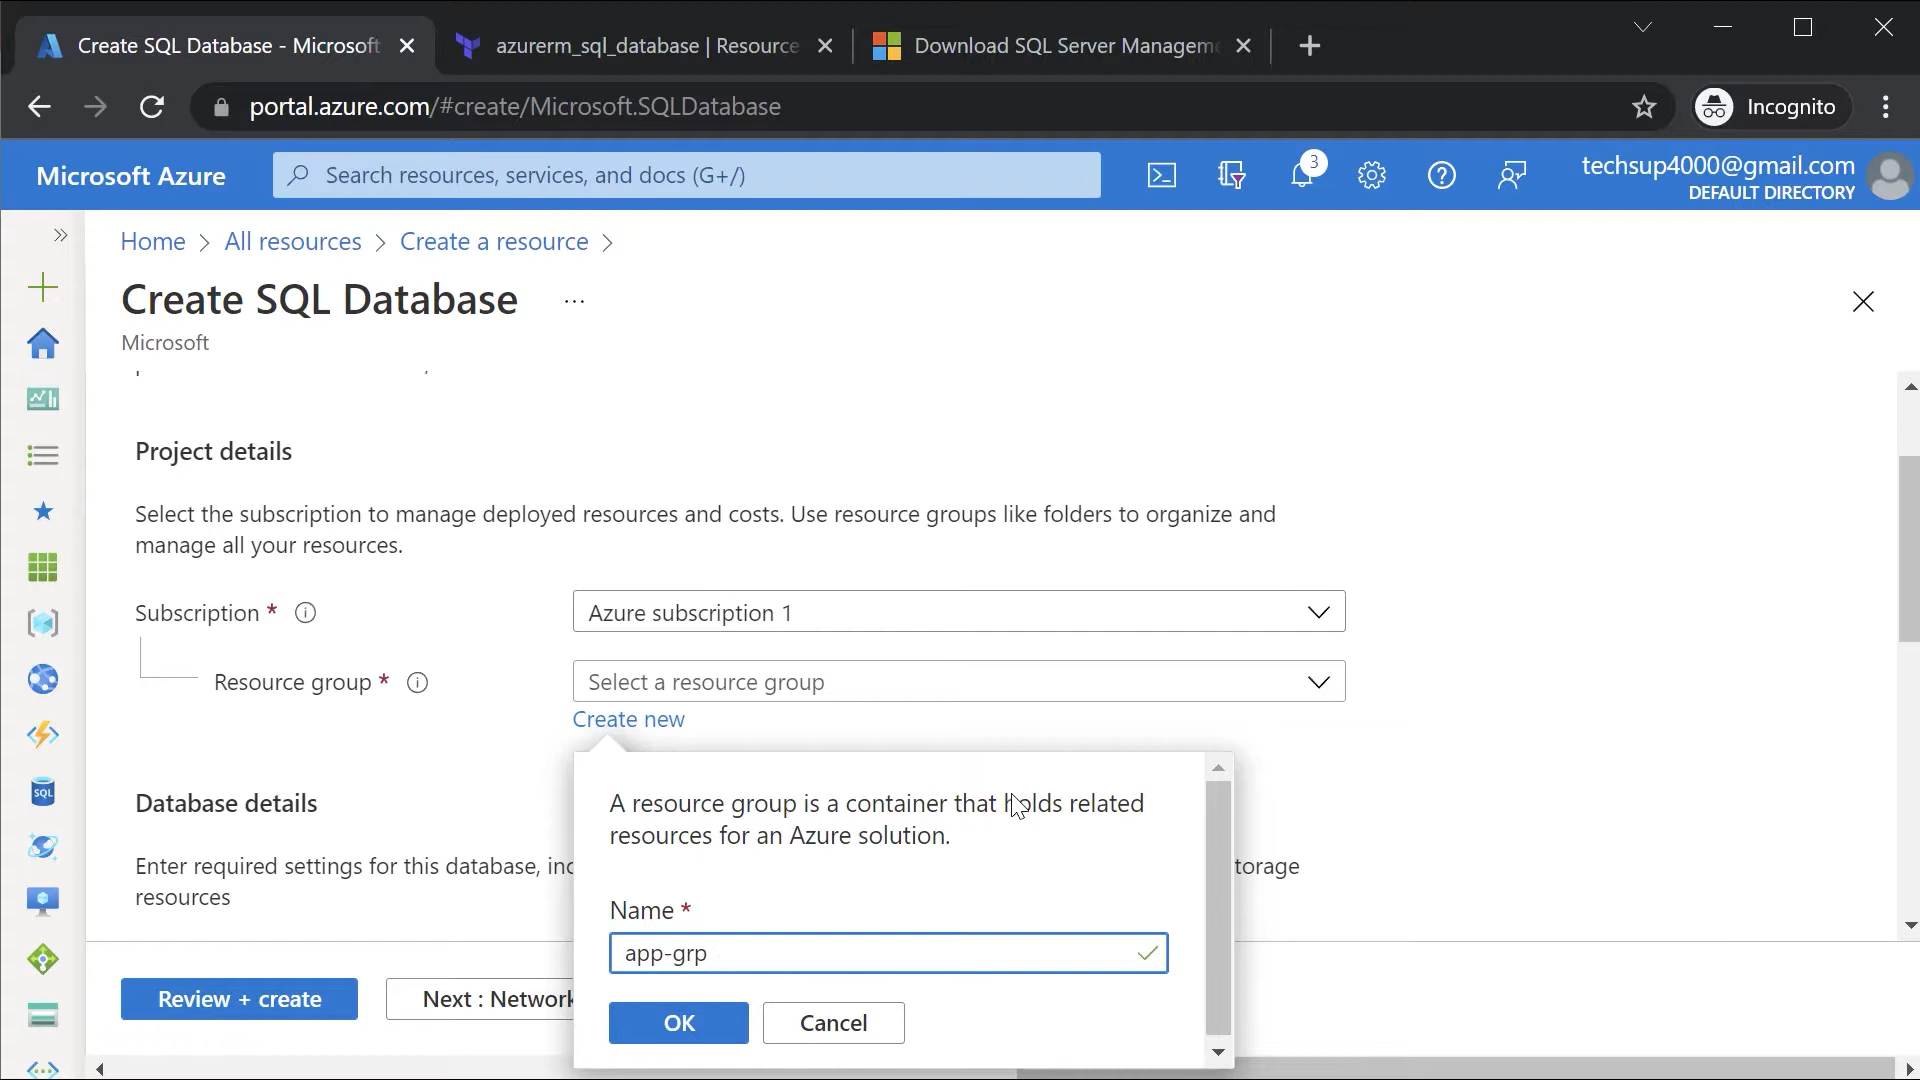 Create SQL Database - Microsoft
azurerm_sql_database | Resource
Download SQL Server Managem
portal.azure.com/#create/Microsoft.SQLDatabase
Incognito
Microsoft Azure
Search resources, services, and docs (G+/)
3
techsup4000@gmail.com
DEFAULT DIRECTORY
Home > All resources > Create a resource >
Create SQL Database ...
Microsoft
Project details
Select the subscription to manage deployed resources and costs. Use resource groups like folders to organize and
manage all your resources.
Subscription *
Azure subscription 1
Resource group *
Select a resource group
Create new
Database details
Enter required settings for this database, inc
torage
resources
A resource group is a container that holds related
resources for an Azure solution.
Name *
app-grp
OK
Cancel
Review + create
Next : Network
SQL